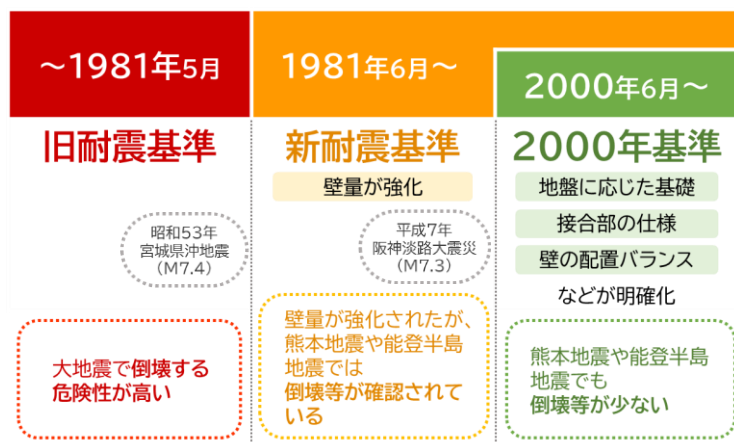 ～1981年5月
旧耐震基準
昭和53年
宮城県沖地震
（M7.4）
大地震で倒壊する
危険性が高い
1981年6月～
新耐震基準
壁量が強化
平成7年
阪神淡路大震災
（M7.3）
壁量が強化されたが、
熊本地震や能登半島
地震では
倒壊等が確認されて
いる
2000年6月～
2000年基準
地盤に応じた基礎
接合部の仕様
壁の配置バランス
などが明確化
熊本地震や能登半島
地震でも
倒壊等が少ない